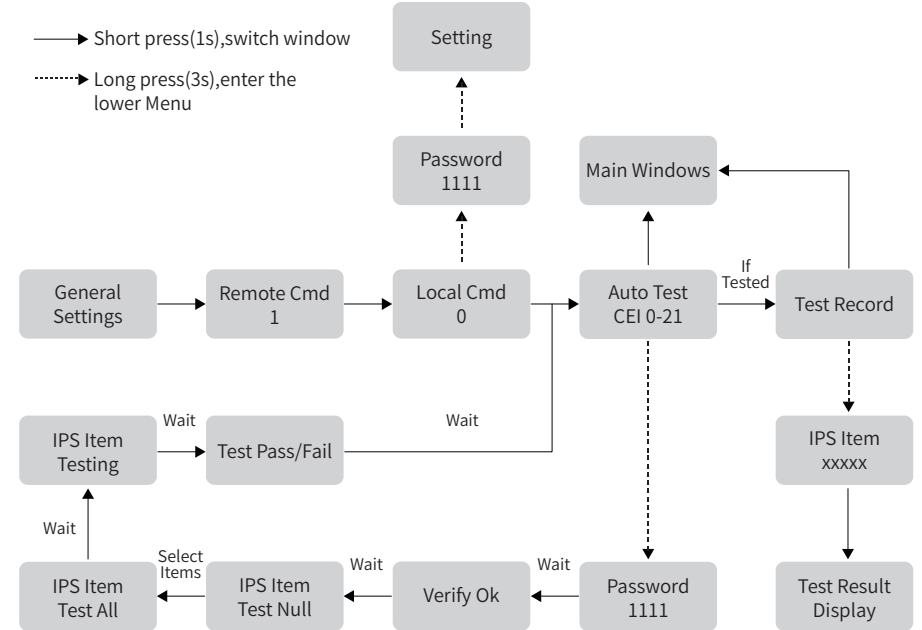 Short press(1s),switch window
Long press(3s),enter the
lower Menu
Setting
Password
1111
Main Windows
General
Settings
Remote Cmd
1
Local Cmd
0
Auto Test
CEI 0-21
If
Tested
Test Record
IPS Item
Testing
Wait
Test Pass/Fail
Wait
IPS Item
xxxxx
Wait
IPS Item
Test All
Select
Items
IPS Item
Test Null
Wait
Verify Ok
Wait
Password
1111
Test Result
Display